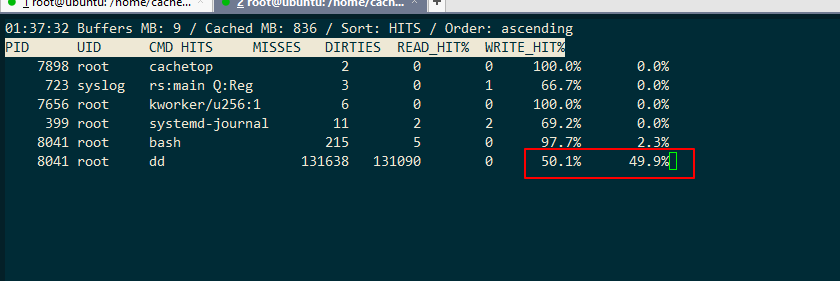 1 root@ubuntu: /home/cache... × 2 root@ubuntu: /home/cach... × +
01:37:32 Buffers MB: 9 / Cached MB: 836 / Sort: HITS / Order: ascending
PID UID CMD HITS MISSES DIRTIES READ_HIT% WRITE_HIT%
7898 root cachetop 2 0 0 100.0% 0.0%
723 syslog rs:main Q:Reg 3 0 1 66.7% 0.0%
7656 root kworker/u256:1 6 0 0 100.0% 0.0%
399 root systemd-journal 11 2 2 69.2% 0.0%
8041 root bash 215 5 0 97.7% 2.3%
8041 root dd 131638 131090 0 50.1% 49.9%